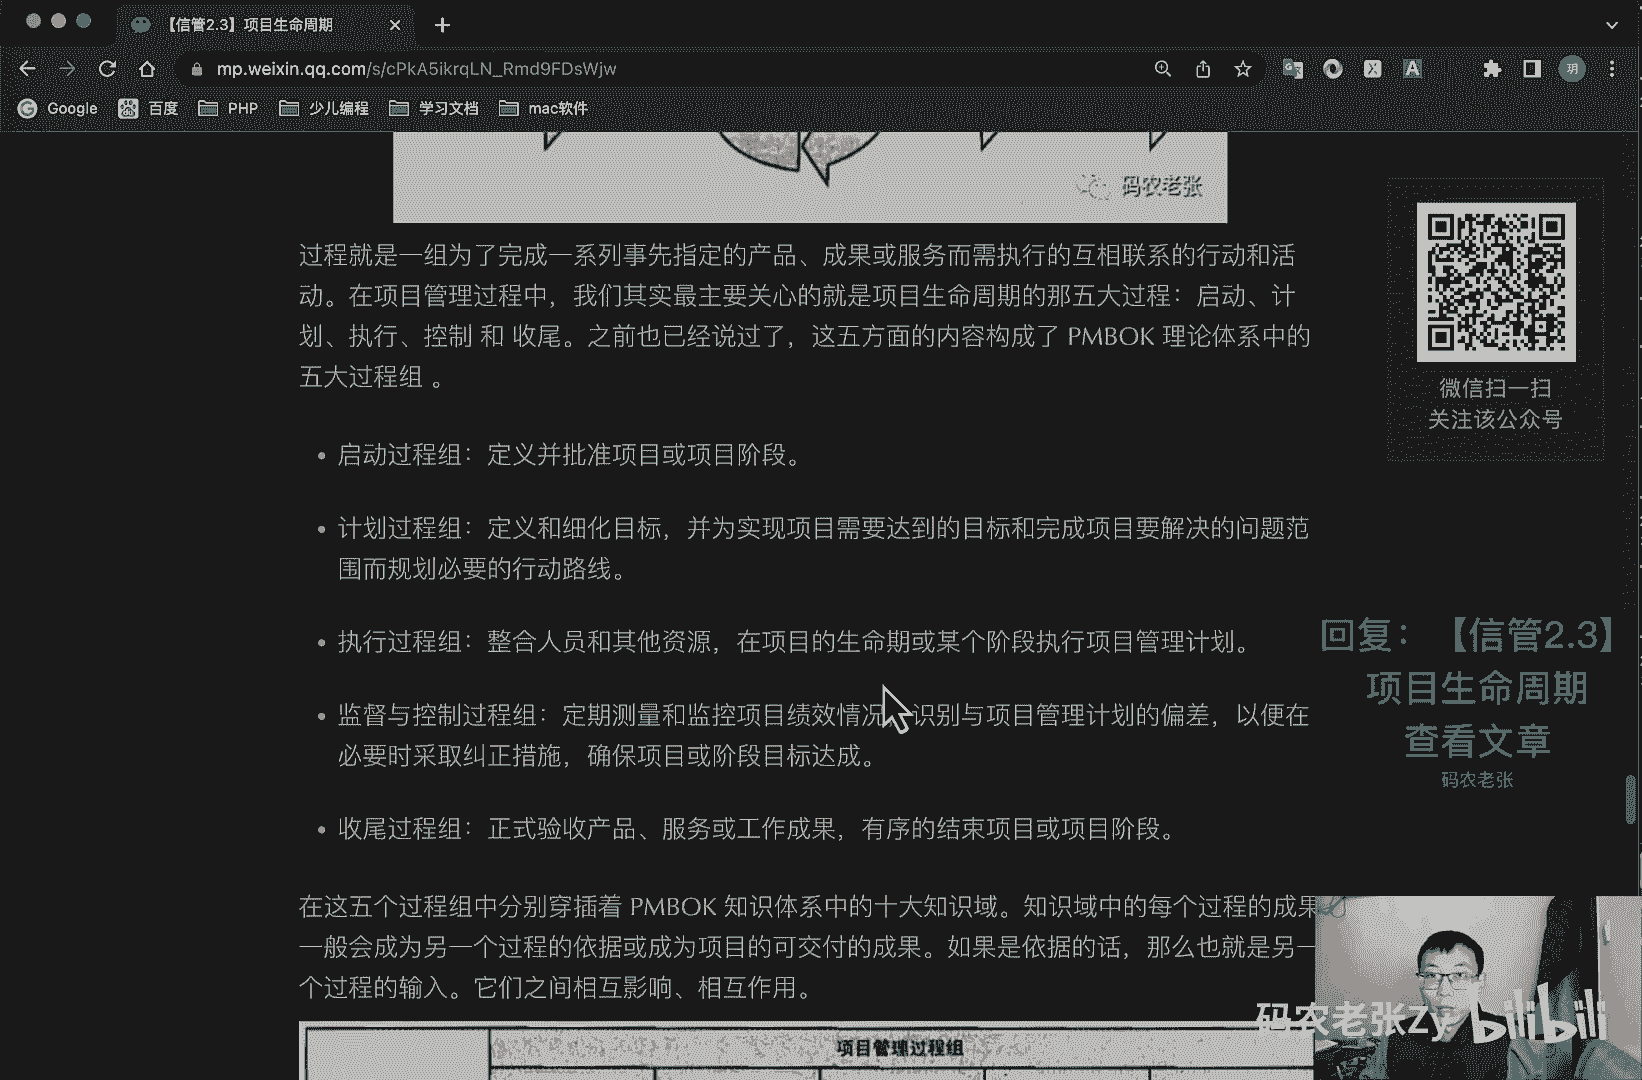 【信管2.3】项目生命周期
mp.weixin.qq.com/s/cPkA5ikrqLN_Rmd9FDsWjw
玥
Google
百度
PHP
少儿编程
学习文档
mac软件
码农老张
过程就是一组为了完成一系列事先指定的产品、成果或服务而需执行的互相联系的行动和活
动。在项目管理过程中，我们其实最主要关心的就是项目生命周期的那五大过程：启动、计
划、执行、控制 和 收尾。之前也已经说过了，这五方面的内容构成了 PMBOK 理论体系中的
五大过程组 。
微信扫一扫
关注该公众号
• 启动过程组：定义并批准项目或项目阶段。
• 计划过程组：定义和细化目标，并为实现项目需要达到的目标和完成项目要解决的问题范
围而规划必要的行动路线。
• 执行过程组：整合人员和其他资源，在项目的生命期或某个阶段执行项目管理计划。
• 监督与控制过程组：定期测量和监控项目绩效情况，识别与项目管理计划的偏差，以便在
必要时采取纠正措施，确保项目或阶段目标达成。
• 收尾过程组：正式验收产品、服务或工作成果，有序的结束项目或项目阶段。
回复：【信管2.3】
项目生命周期
查看文章
码农老张
在这五个过程组中分别穿插着 PMBOK 知识体系中的十大知识域。知识域中的每个过程的成果
一般会成为另一个过程的依据或成为项目的可交付的成果。如果是依据的话，那么也就是另一
个过程的输入。它们之间相互影响、相互作用。
码农老张Zy
bilibili
项目管理过程组